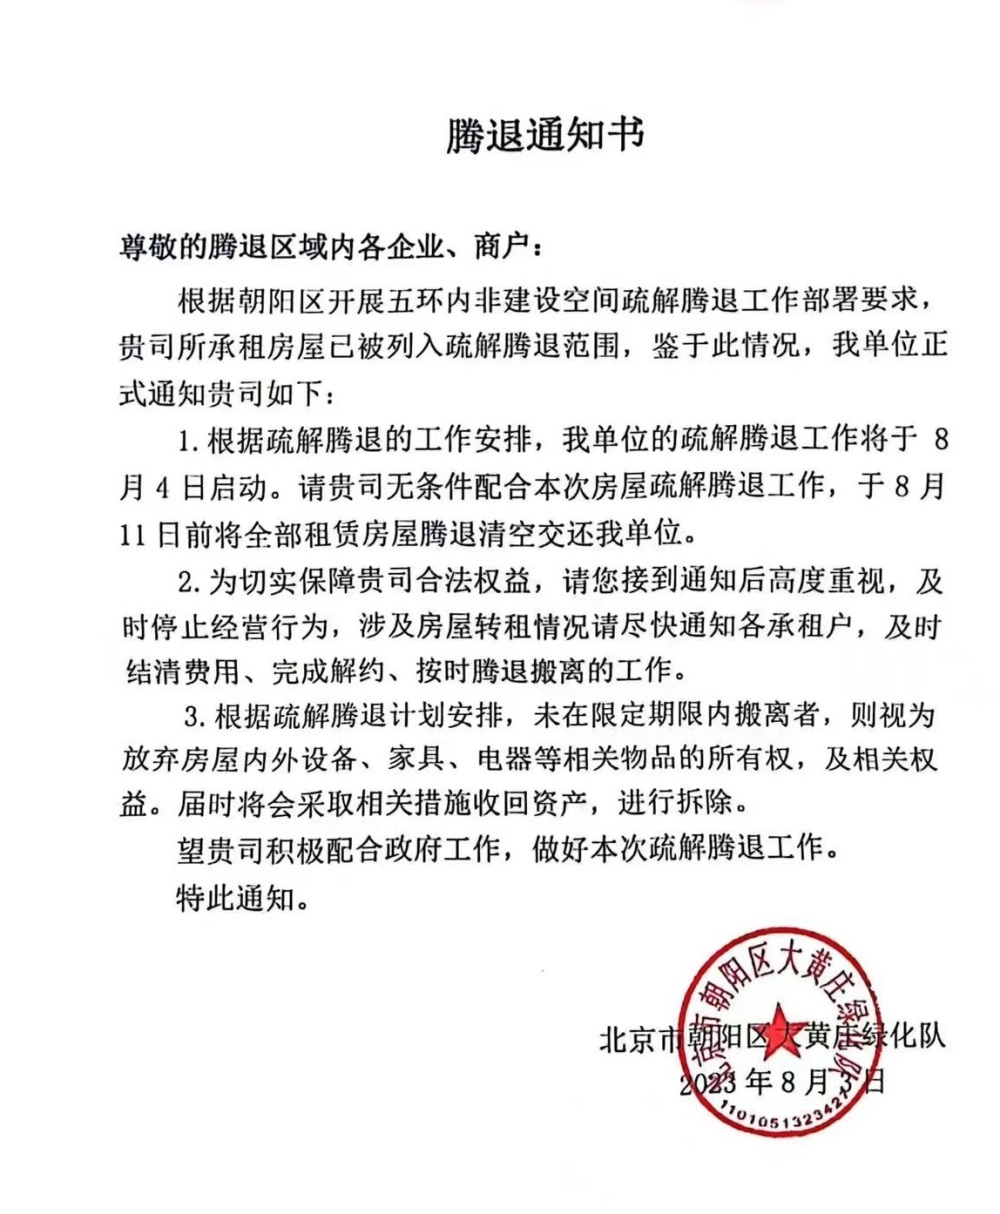 腾退通知书
尊敬的腾退区域内各企业、商户：
根据朝阳区开展五环内非建设空间疏解腾退工作部署要求，
贵司所承租房屋已被列入疏解腾退范围，鉴于此情况，我单位正
式通知贵司如下：
1.根据疏解腾退的工作安排，我单位的疏解腾退工作将于 8
月 4 日启动。请贵司无条件配合本次房屋疏解腾退工作，于 8 月
11 日前将全部租赁房屋腾退清空交还我单位。
2.为切实保障贵司合法权益，请您接到通知后高度重视，及
时停止经营行为，涉及房屋转租情况请尽快通知各承租户，及时
结清费用、完成解约、按时腾退搬离的工作。
3.根据疏解腾退计划安排，未在限定期限内搬离者，则视为
放弃房屋内外设备、家具、电器等相关物品的所有权，及相关权
益。届时将会采取相关措施收回资产，进行拆除。
望贵司积极配合政府工作，做好本次疏解腾退工作。
特此通知。
北京市朝阳区大黄庄绿化队
2023 年 8 月 3 日
北京市朝阳区大黄庄绿化队
1101051323427